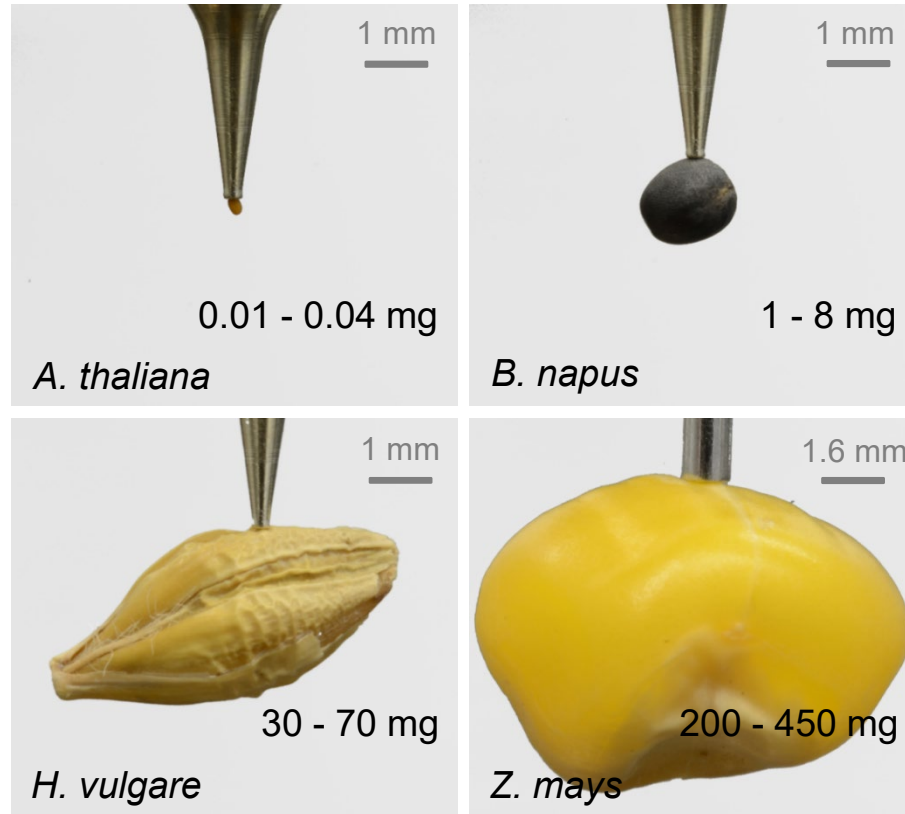 1 mm
0.01 - 0.04 mg
A. thaliana
1 mm
1 - 8 mg
B. napus
1 mm
30 - 70 mg
H. vulgare
1.6 mm
200 - 450 mg
Z. mays